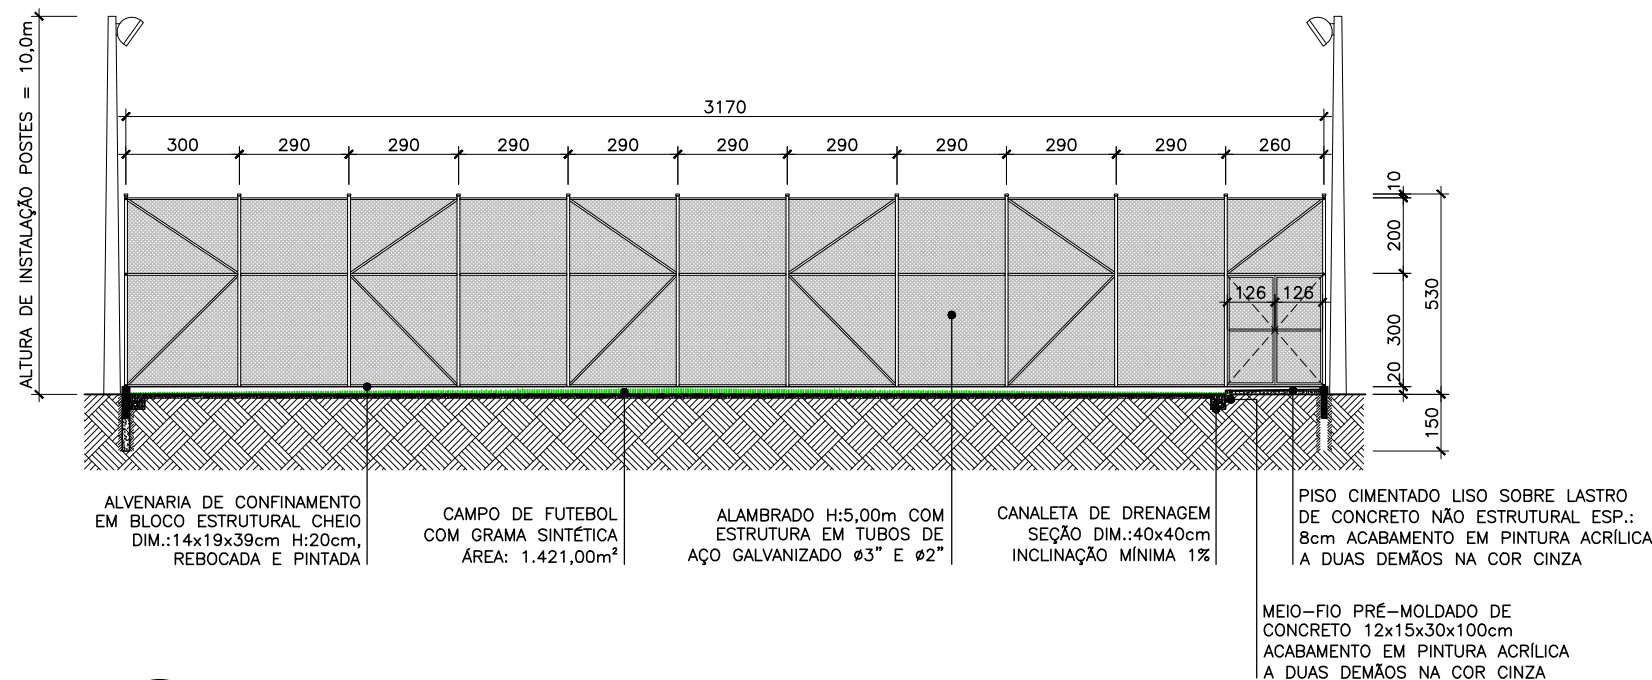 ALTURA DE INSTALAÇÃO POSTES = 10,0m
3170
300 290 290 290 290 290 290 290 290 290 260
10
200
530
300
20
150
126 126
ALVENARIA DE CONFINAMENTO
EM BLOCO ESTRUTURAL CHEIO
DIM.:14x19x39cm H:20cm,
REBOCADA E PINTADA
CAMPO DE FUTEBOL
COM GRAMA SINTÉTICA
ÁREA: 1.421,00m²
ALAMBRADO H:5,00m COM
ESTRUTURA EM TUBOS DE
AÇO GALVANIZADO ø3" E ø2"
CANALETA DE DRENAGEM
SEÇÃO DIM.:40x40cm
INCLINAÇÃO MÍNIMA 1%
PISO CIMENTADO LISO SOBRE LASTRO
DE CONCRETO NÃO ESTRUTURAL ESP.:
8cm ACABAMENTO EM PINTURA ACRÍLICA
A DUAS DEMÃOS NA COR CINZA
MEIO-FIO PRÉ-MOLDADO DE
CONCRETO 12x15x30x100cm
ACABAMENTO EM PINTURA ACRÍLICA
A DUAS DEMÃOS NA COR CINZA